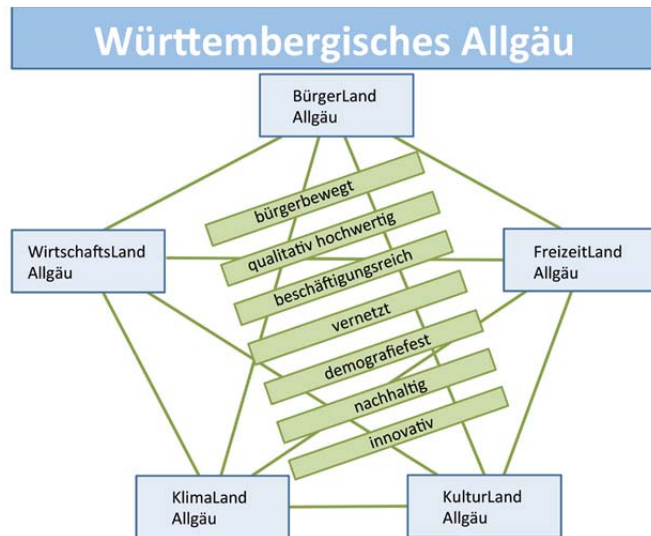 Württembergisches Allgäu
BürgerLand
Allgäu
bürgerbewegt
qualitativ hochwertig
WirtschaftsLand
Allgäu
FreizeitLand
Allgäu
beschäftigungsreich
vernetzt
demografiefest
nachhaltig
innovativ
KlimaLand
Allgäu
KulturLand
Allgäu